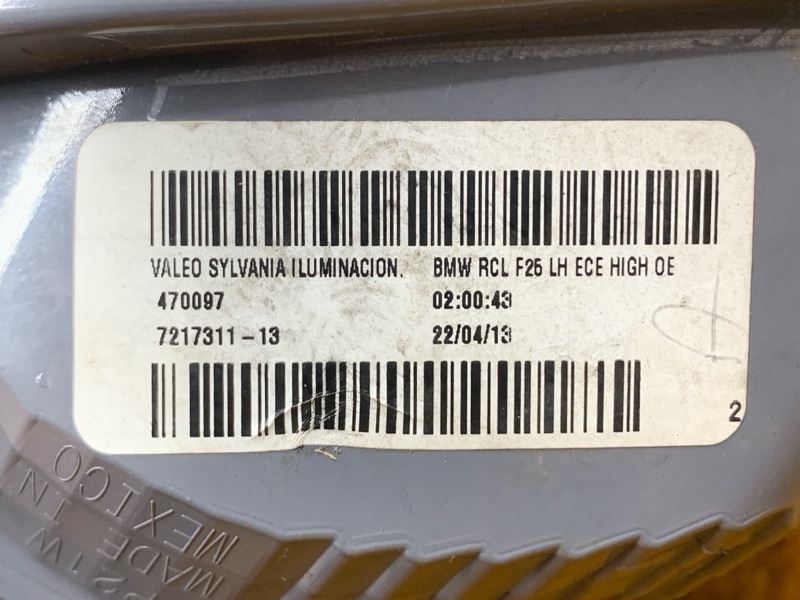 VALEO SYLVANIA ILUMINACION. BMW RCL F25 LH ECE HIGH OE
470097 02:00:43
7217311-13 22/04/13
2
P21W
MADE IN
MEXICO